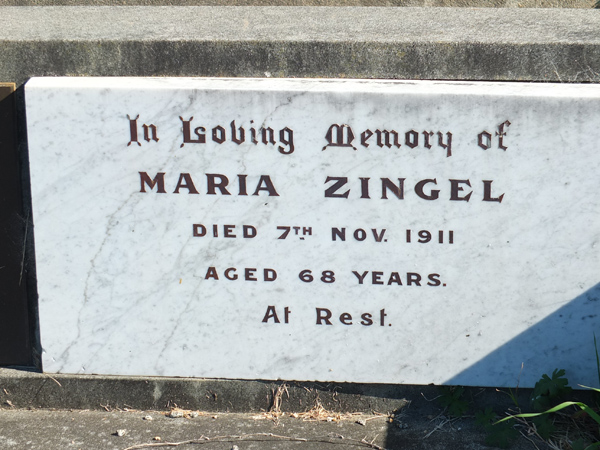 In Loving Memory of
MARIA ZINGEL
DIED 7TH NOV. 1911
AGED 68 YEARS.
At Rest.